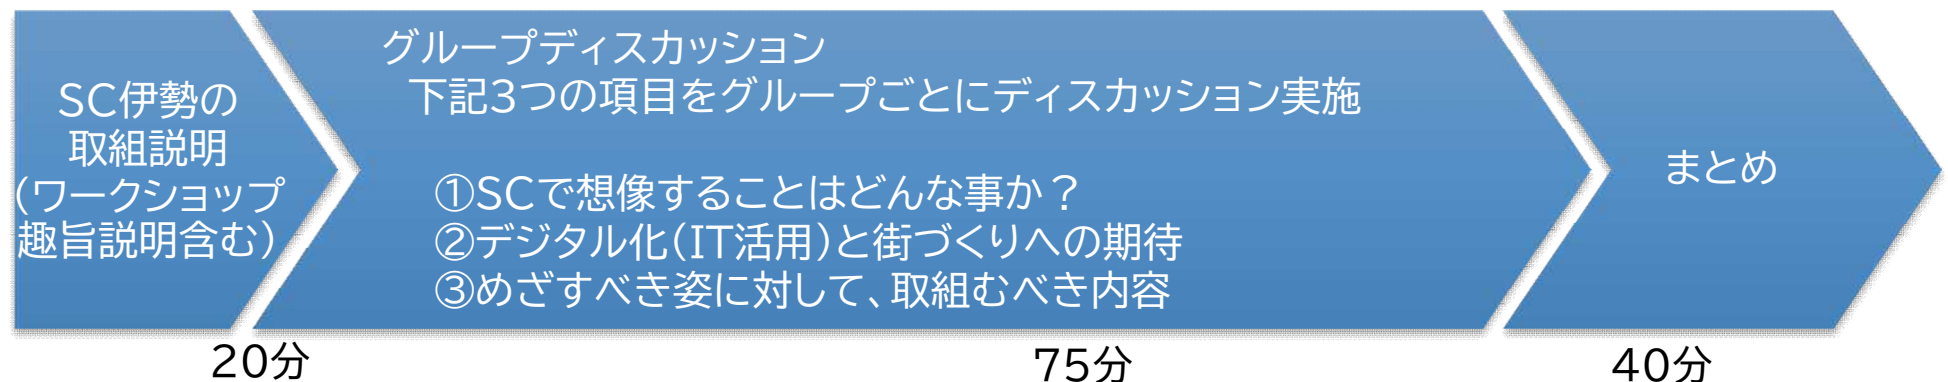 SC伊勢の
取組説明
(ワークショップ
趣旨説明含む)
グループディスカッション
下記3つの項目をグループごとにディスカッション実施
①SCで想像することはどんな事か？
②デジタル化(IT活用)と街づくりへの期待
③めざすべき姿に対して、取組むべき内容
まとめ
20分
75分
40分